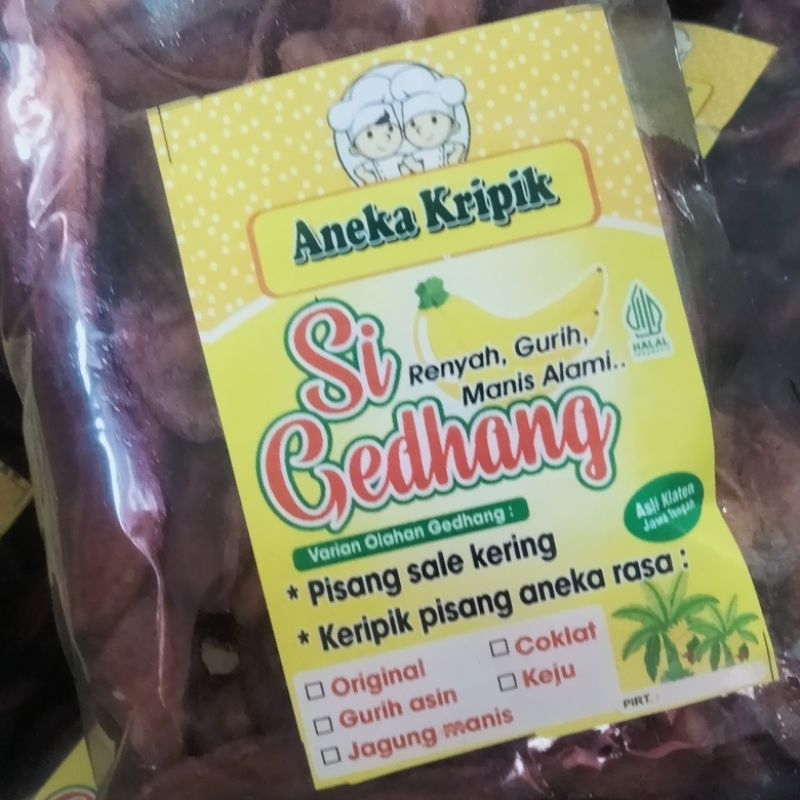 Aneka Kripik
Si
Gedhang
Renyah, Gurih,
Manis Alami..
HALAL
INDONESIA
Asli Klaten
Jawa Tengah
Varian Olahan Gedhang :
* Pisang sale kering
* Keripik pisang aneka rasa :
Original
Gurih asin
Jagung manis
Coklat
Keju
PIRT. :